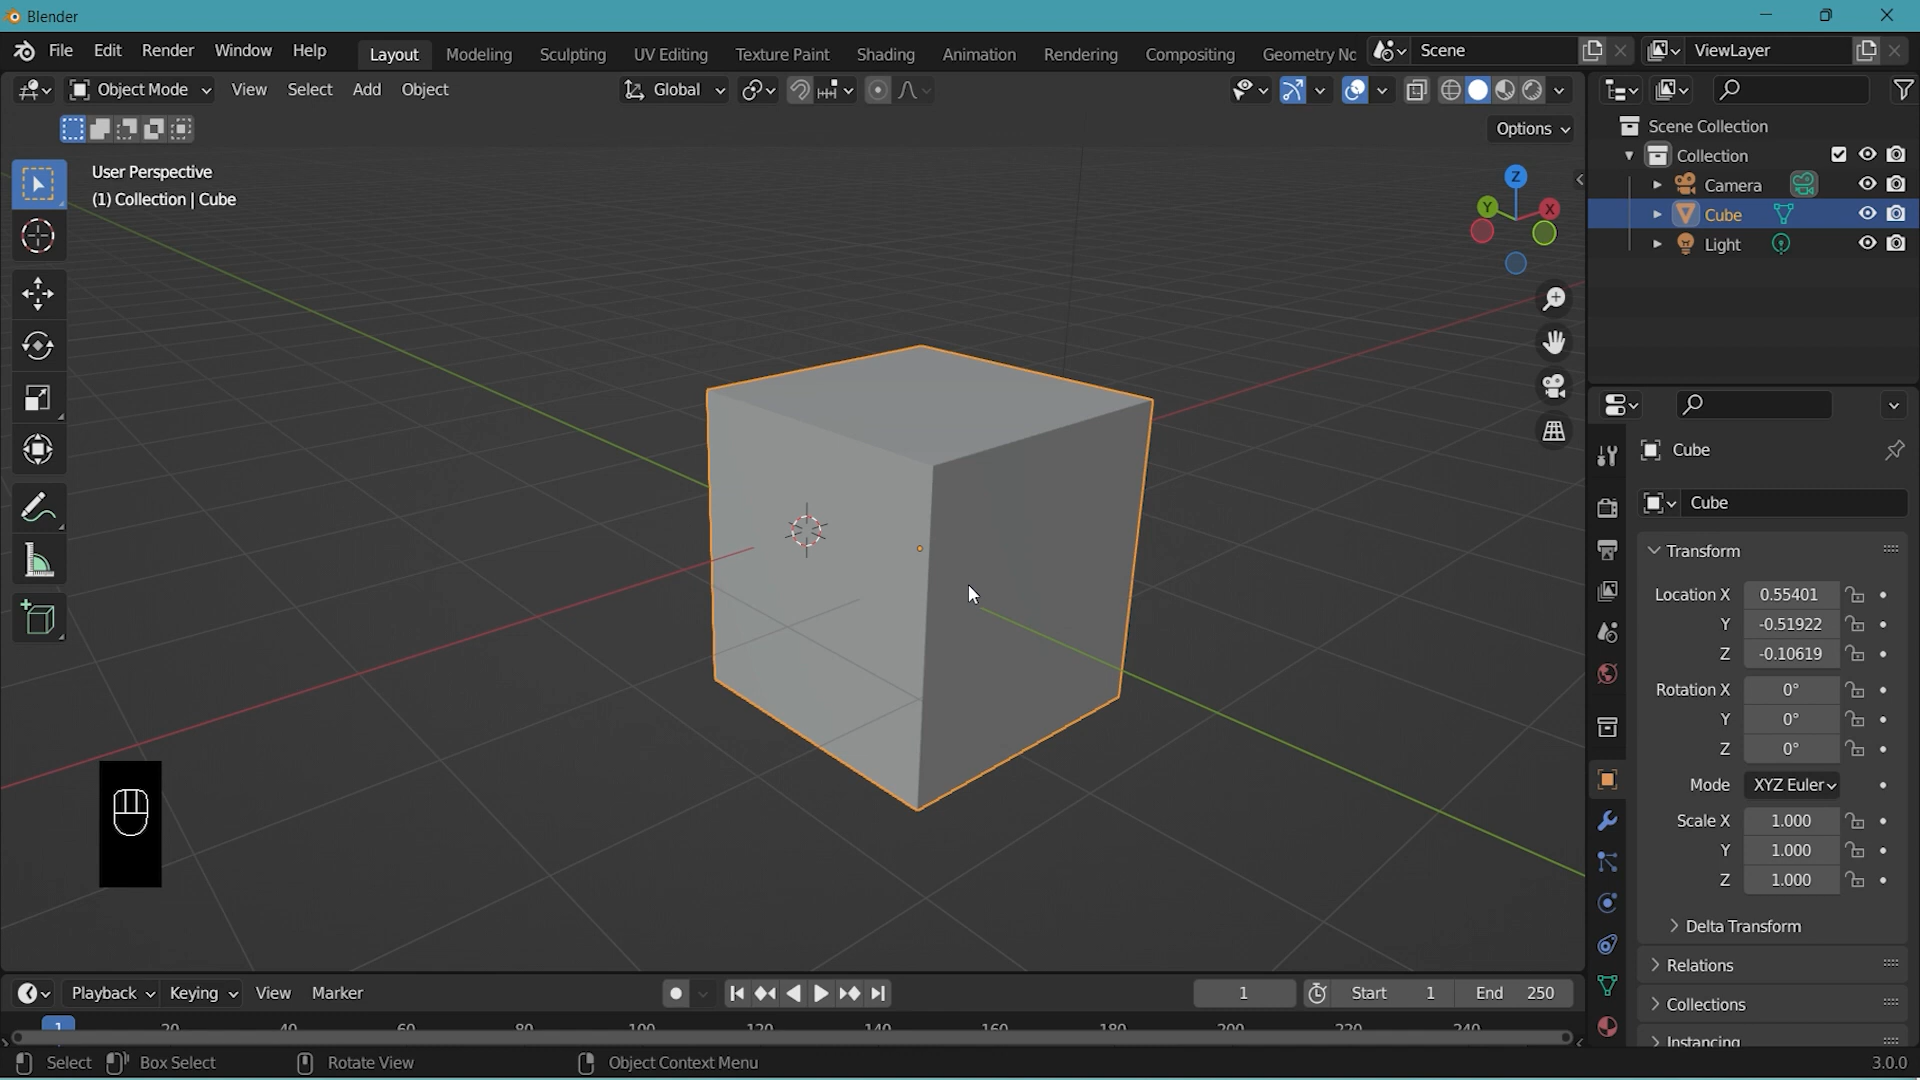 Blender
File Edit Render Window Help Layout Modeling Sculpting UV Editing Texture Paint Shading Animation Rendering Compositing Geometry Nc Scene ViewLayer
Object Mode View Select Add Object Global
Options
User Perspective
(1) Collection | Cube
Z
Y
X
Scene Collection
Collection
Camera
Cube
Light
Cube
Cube
Transform
Location X 0.55401
Y -0.51922
Z -0.10619
Rotation X 0°
Y 0°
Z 0°
Mode XYZ Euler
Scale X 1.000
Y 1.000
Z 1.000
Delta Transform
Relations
Collections
Instancing
Playback Keying View Marker 1 Start 1 End 250
1 20 40 60 80 100 120 140 160 180 200 220 240
Select Box Select Rotate View Object Context Menu 3.0.0